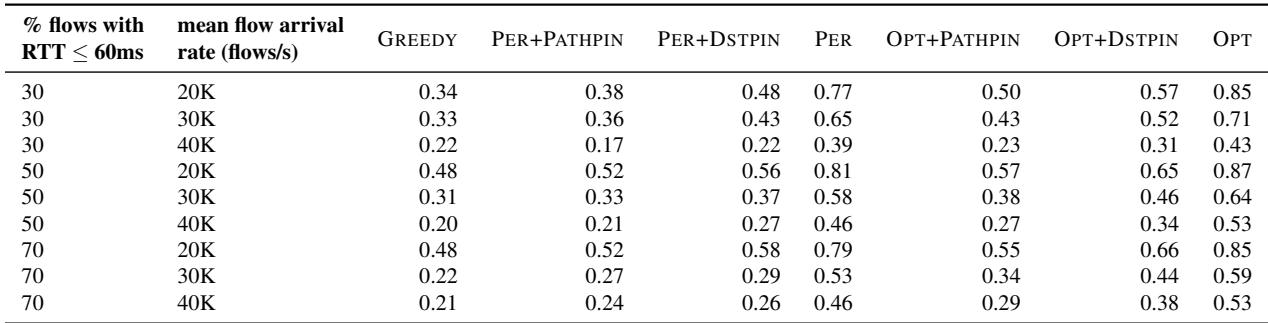 % flows with RTT ≤ 60ms mean flow arrival rate (flows/s) GREEDY PER+PATHPIN PER+DSTPIN PER OPT+PATHPIN OPT+DSTPIN OPT
30 20K 0.34 0.38 0.48 0.77 0.50 0.57 0.85
30 30K 0.33 0.36 0.43 0.65 0.43 0.52 0.71
30 40K 0.22 0.17 0.22 0.39 0.23 0.31 0.43
50 20K 0.48 0.52 0.56 0.81 0.57 0.65 0.87
50 30K 0.31 0.33 0.37 0.58 0.38 0.46 0.64
50 40K 0.20 0.21 0.27 0.46 0.27 0.34 0.53
70 20K 0.48 0.52 0.58 0.79 0.55 0.66 0.85
70 30K 0.22 0.27 0.29 0.53 0.34 0.44 0.59
70 40K 0.21 0.24 0.26 0.46 0.29 0.38 0.53